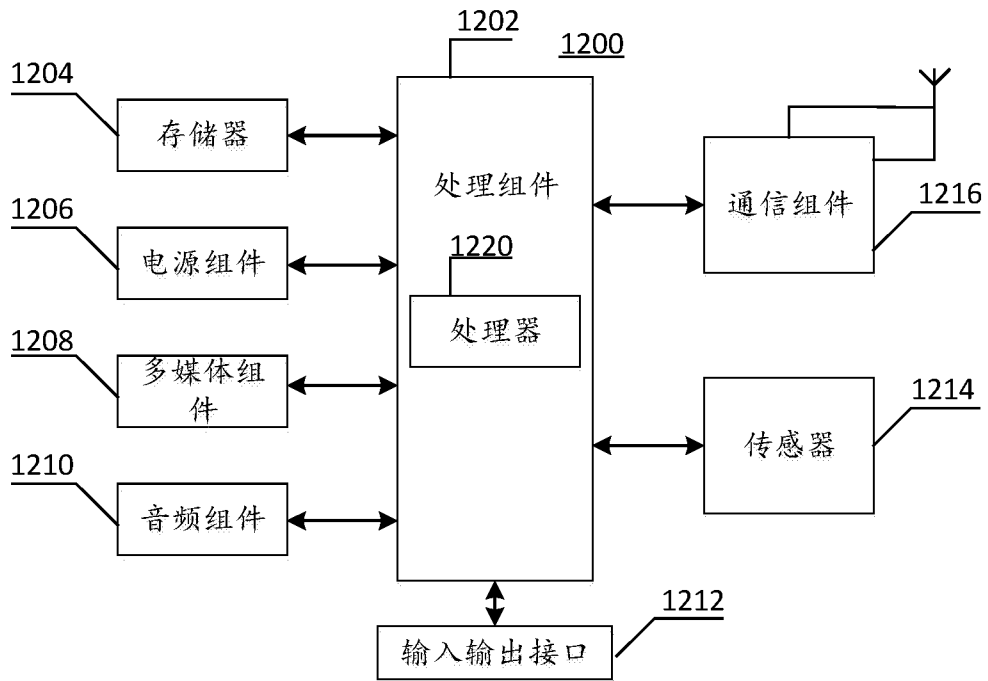 1202
1200
1204
存储器
处理组件
通信组件
1216
1206
电源组件
1220
处理器
1208
多媒体组
件
1214
传感器
1210
音频组件
1212
输入输出接口